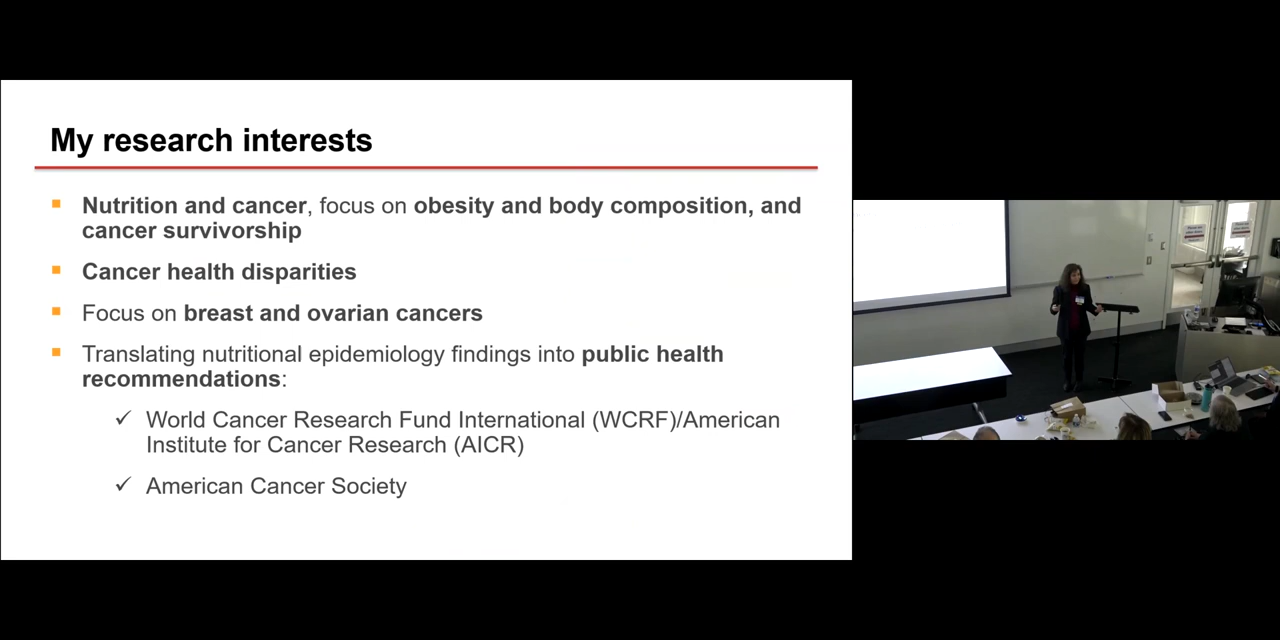 My research interests
Nutrition and cancer, focus on obesity and body composition, and
cancer survivorship
Cancer health disparities
Focus on breast and ovarian cancers
Translating nutritional epidemiology findings into public health
recommendations:
✓ World Cancer Research Fund International (WCRF)/American
Institute for Cancer Research (AICR)
✓ American Cancer Society